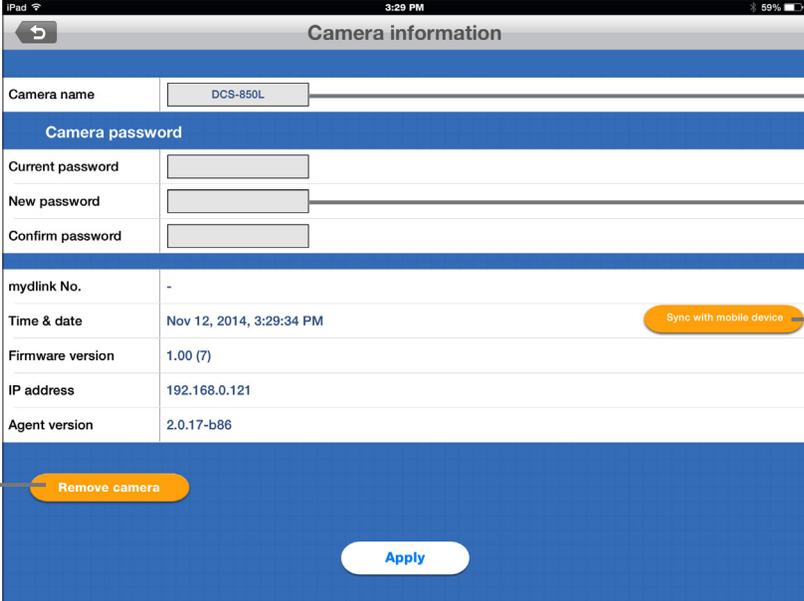 iPad 3:29 PM 59%
Camera information
Camera name DCS-850L
Camera password
Current password
New password
Confirm password
mydlink No. -
Time & date Nov 12, 2014, 3:29:34 PM Sync with mobile device
Firmware version 1.00 (7)
IP address 192.168.0.121
Agent version 2.0.17-b86
Remove camera
Apply